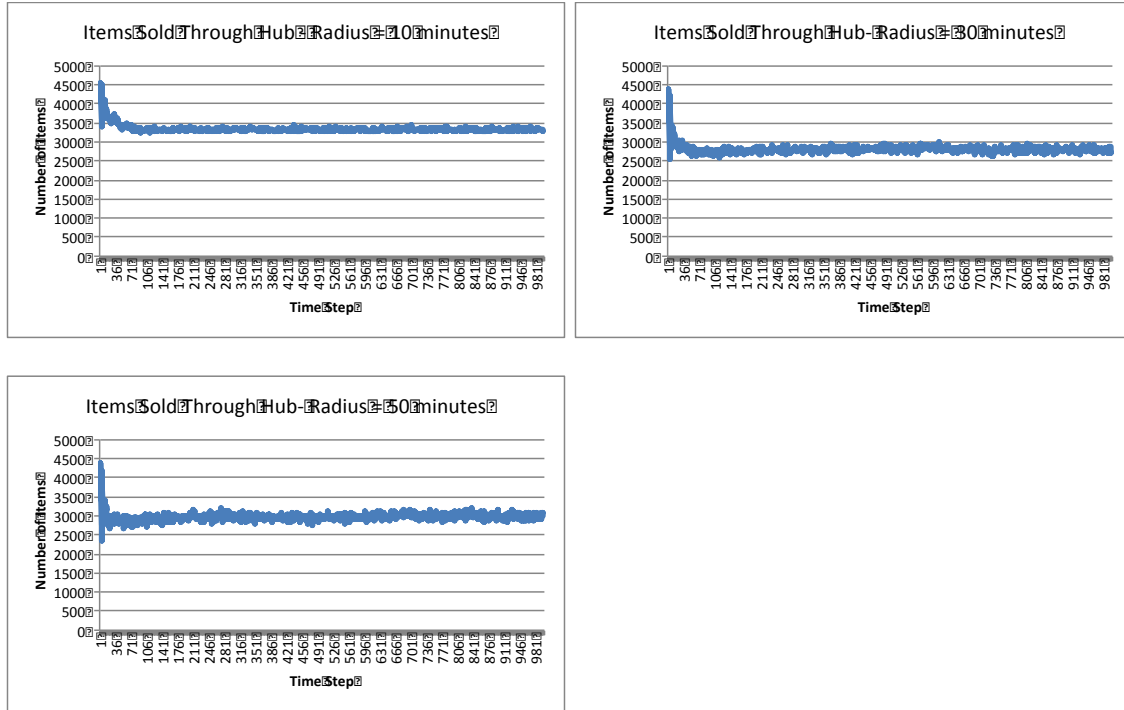 Items Sold Through Hub - Radius = 10 minutes
5000
4500
4000
3500
3000
2500
2000
1500
1000
500
0
Number of Items
1 36 71 106 141 176 211 246 281 316 351 386 421 456 491 526 561 596 631 666 701 736 771 806 841 876 911 946 981
Time Step
Items Sold Through Hub- Radius = 30 minutes
5000
4500
4000
3500
3000
2500
2000
1500
1000
500
0
Number of Items
1 36 71 106 141 176 211 246 281 316 351 386 421 456 491 526 561 596 631 666 701 736 771 806 841 876 911 946 981
Time Step
Items Sold Through Hub- Radius = 50 minutes
5000
4500
4000
3500
3000
2500
2000
1500
1000
500
0
Number of Items
1 36 71 106 141 176 211 246 281 316 351 386 421 456 491 526 561 596 631 666 701 736 771 806 841 876 911 946 981
Time Step